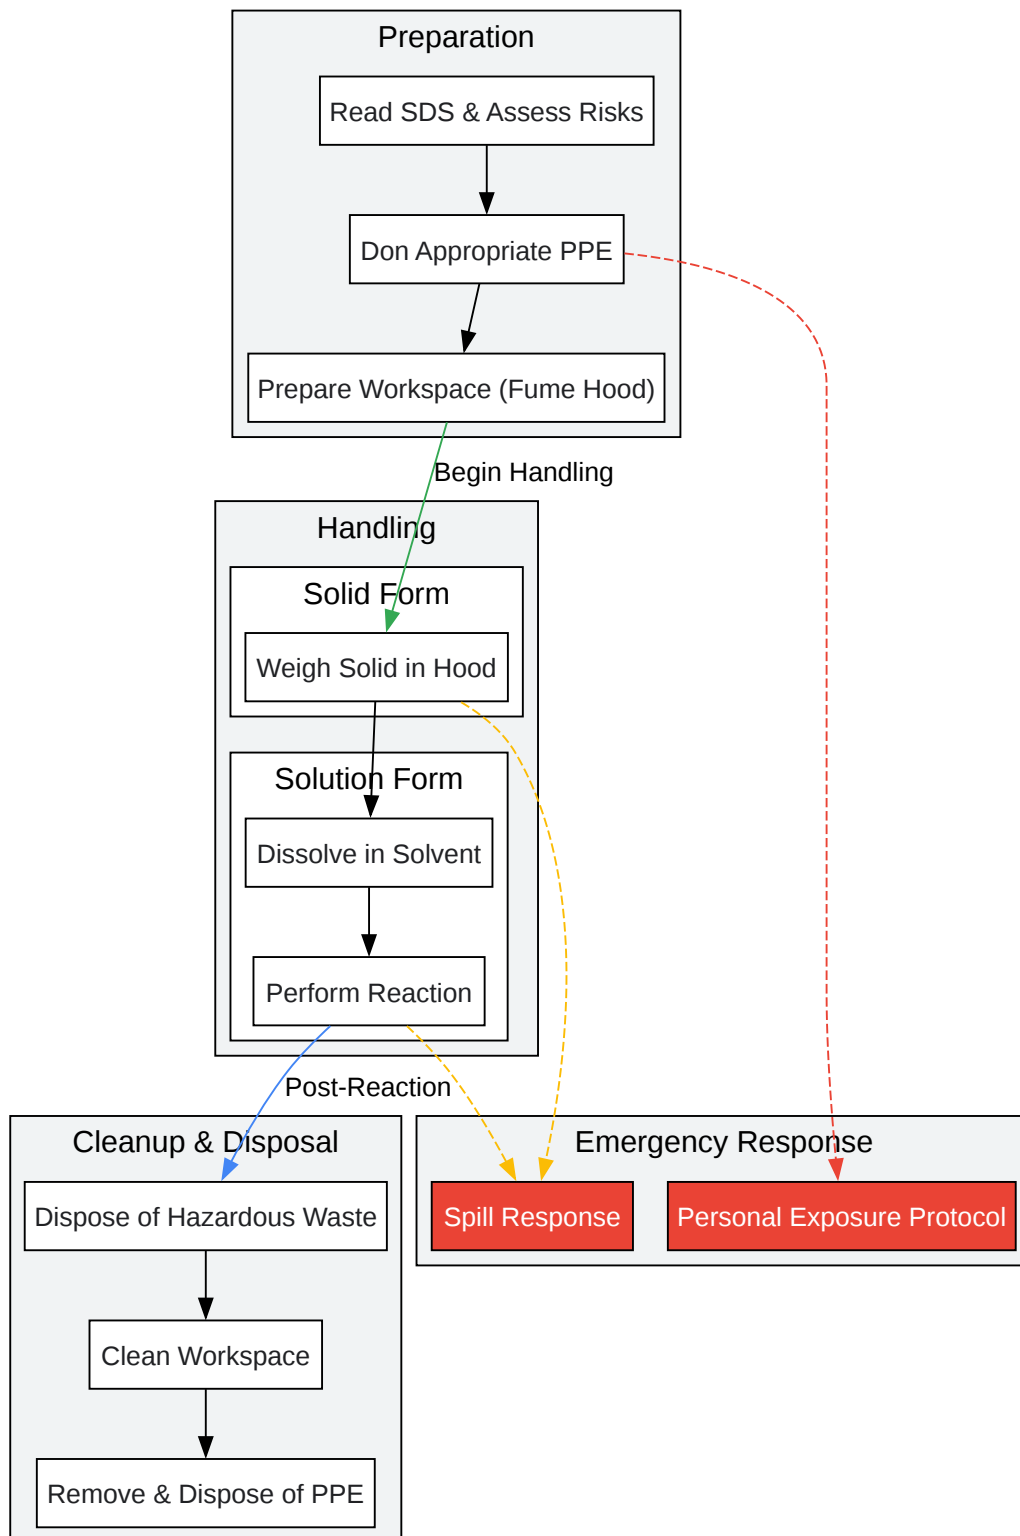 Preparation
Read SDS & Assess Risks
Don Appropriate PPE
Prepare Workspace (Fume Hood)
Begin Handling
Handling
Solid Form
Weigh Solid in Hood
Solution Form
Dissolve in Solvent
Perform Reaction
Post-Reaction
Cleanup & Disposal
Dispose of Hazardous Waste
Clean Workspace
Remove & Dispose of PPE
Emergency Response
Spill Response
Personal Exposure Protocol